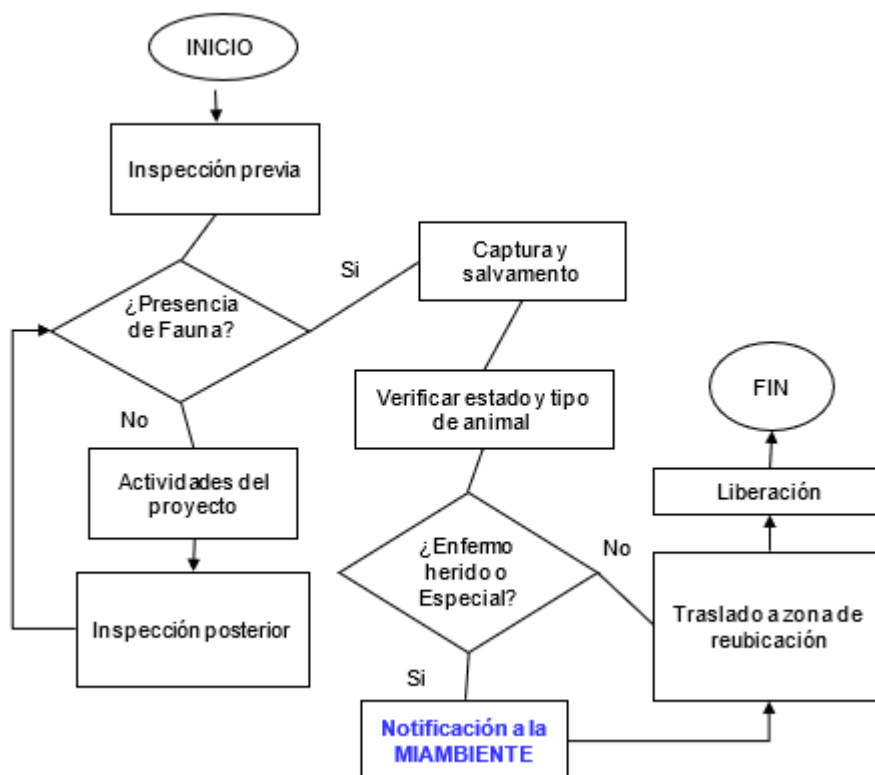 INICIO
Inspección previa
¿Presencia
de Fauna?
Si
Captura y
salvamento
Verificar estado y tipo
de animal
No
Actividades del
proyecto
Inspección posterior
¿Enfermo
herido o
Especial?
No
Si
Notificación a la
MIAMBIENTE
Traslado a zona de
reubicación
Liberación
FIN